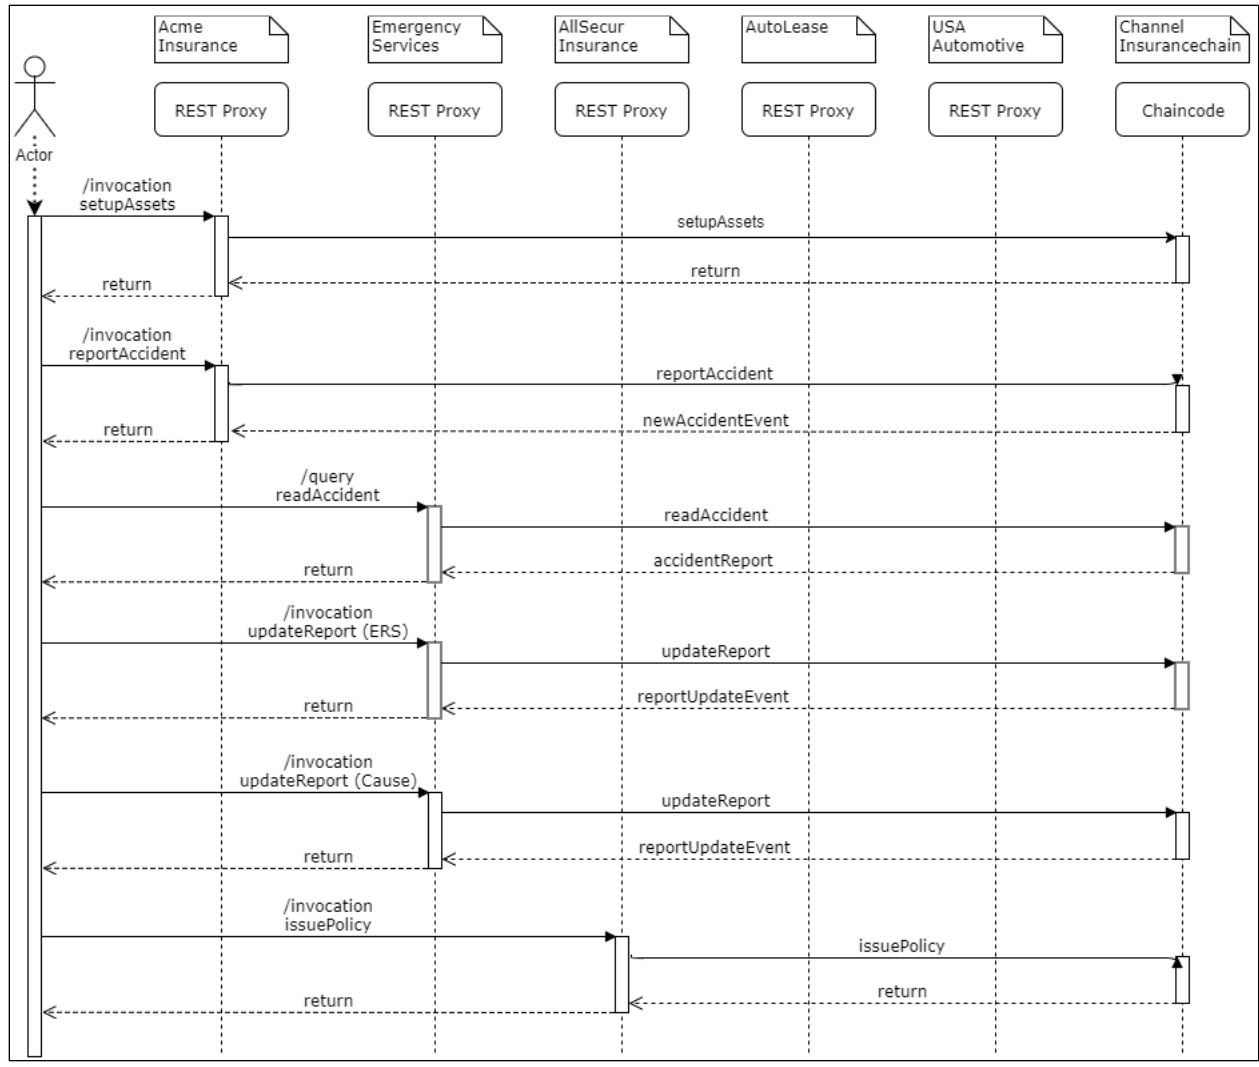 Acme
Insurance
Emergency
Services
AllSecur
Insurance
AutoLease
USA
Automotive
Channel
Insurancechain
REST Proxy
REST Proxy
REST Proxy
REST Proxy
REST Proxy
Chaincode
Actor
/invocation
setupAssets
setupAssets
return
return
/invocation
reportAccident
reportAccident
newAccidentEvent
return
/query
readAccident
readAccident
accidentReport
return
/invocation
updateReport (ERS)
updateReport
reportUpdateEvent
return
/invocation
updateReport (Cause)
updateReport
reportUpdateEvent
return
/invocation
issuePolicy
issuePolicy
return
return